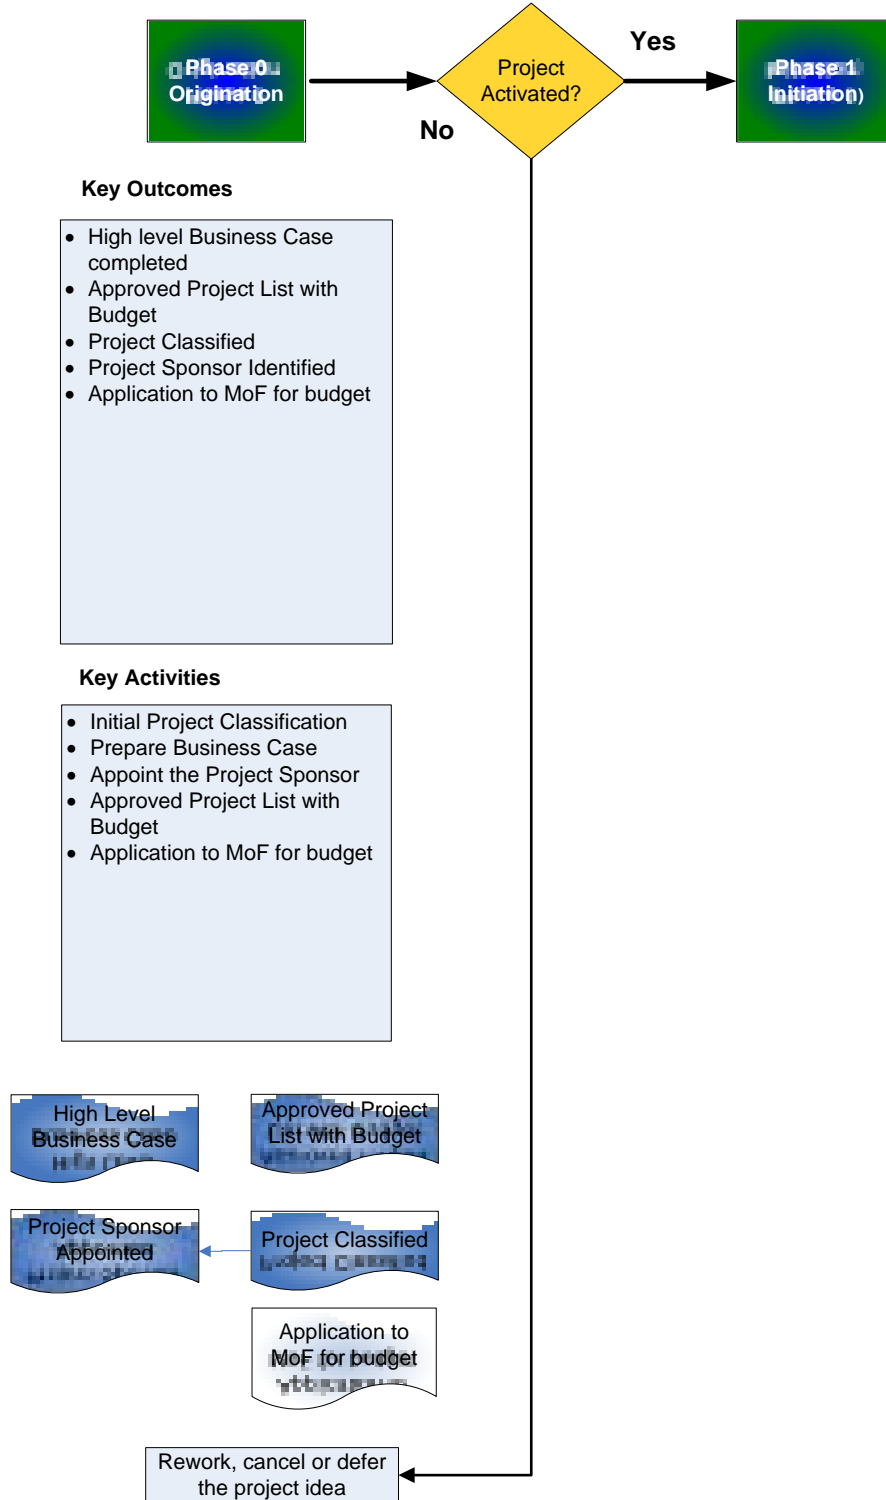 Phase 0
Origination
Project
Activated?
Yes
No
Phase 1
Initiation)
Key Outcomes
• High level Business Case
completed
• Approved Project List with
Budget
• Project Classified
• Project Sponsor Identified
• Application to MoF for budget
Key Activities
• Initial Project Classification
• Prepare Business Case
• Appoint the Project Sponsor
• Approved Project List with
Budget
• Application to MoF for budget
High Level
Business Case
Approved Project
List with Budget
Project Sponsor
Appointed
Project Classified
Application to
MoF for budget
Rework, cancel or defer
the project idea